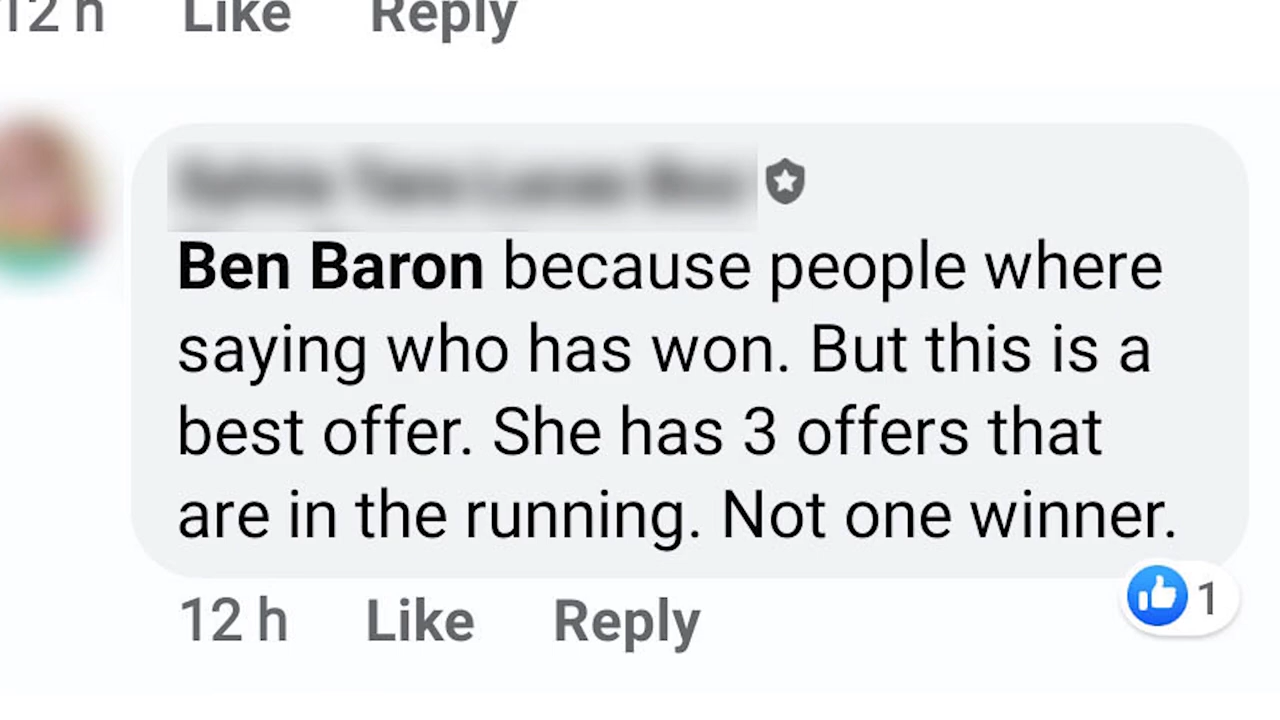 12 h Like Reply
Ben Baron because people where
saying who has won. But this is a
best offer. She has 3 offers that
are in the running. Not one winner.
12 h Like Reply 1